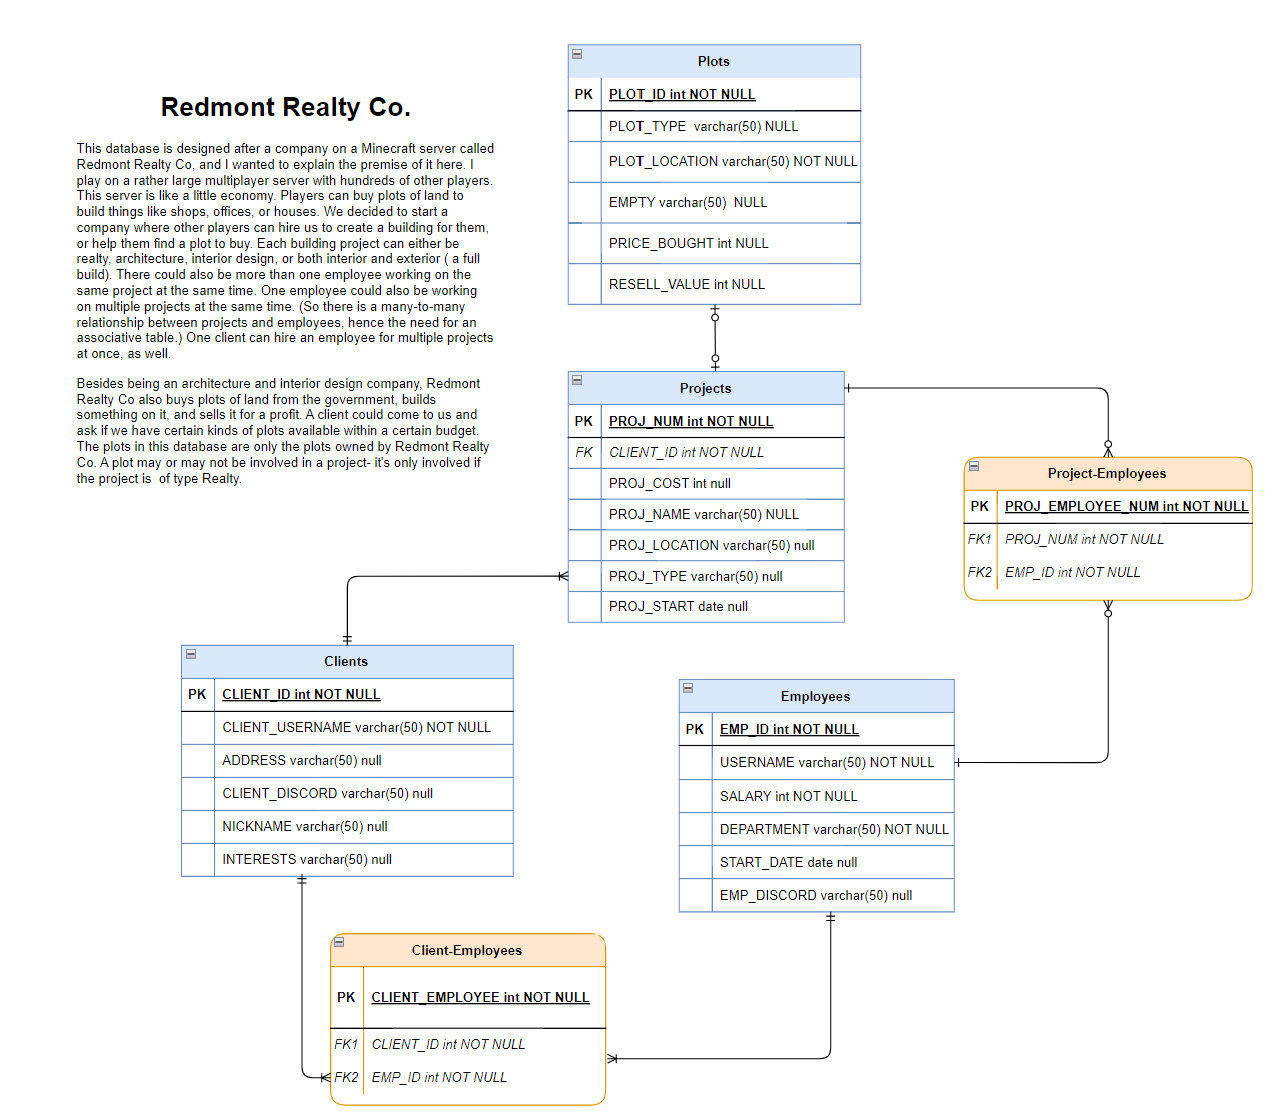 Redmont Realty Co.
This database is designed after a company on a Minecraft server called
Redmont Realty Co, and I wanted to explain the premise of it here. I
play on a rather large multiplayer server with hundreds of other players.
This server is like a little economy. Players can buy plots of land to
build things like shops, offices, or houses. We decided to start a
company where other players can hire us to create a building for them,
or help them find a plot to buy. Each building project can either be
realty, architecture, interior design, or both interior and exterior ( a full
build). There could also be more than one employee working on the
same project at the same time. One employee could also be working
on multiple projects at the same time. (So there is a many-to-many
relationship between projects and employees, hence the need for an
associative table.) One client can hire an employee for multiple projects
at once, as well.
Besides being an architecture and interior design company, Redmont
Realty Co also buys plots of land from the government, builds
something on it, and sells it for a profit. A client could come to us and
ask if we have certain kinds of plots available within a certain budget.
The plots in this database are only the plots owned by Redmont Realty
Co. A plot may or may not be involved in a project- it's only involved if
the project is  of type Realty.
Plots
PK PLOT_ID int NOT NULL
PLOT_TYPE  varchar(50) NULL
PLOT_LOCATION varchar(50) NOT NULL
EMPTY varchar(50)  NULL
PRICE_BOUGHT int NULL
RESELL_VALUE int NULL
Projects
PK PROJ_NUM int NOT NULL
FK CLIENT_ID int NOT NULL
PROJ_COST int null
PROJ_NAME varchar(50) NULL
PROJ_LOCATION varchar(50) null
PROJ_TYPE varchar(50) null
PROJ_START date null
Project-Employees
PK PROJ_EMPLOYEE_NUM int NOT NULL
FK1 PROJ_NUM int NOT NULL
FK2 EMP_ID int NOT NULL
Clients
PK CLIENT_ID int NOT NULL
CLIENT_USERNAME varchar(50) NOT NULL
ADDRESS varchar(50) null
CLIENT_DISCORD varchar(50) null
NICKNAME varchar(50) null
INTERESTS varchar(50) null
Employees
PK EMP_ID int NOT NULL
USERNAME varchar(50) NOT NULL
SALARY int NOT NULL
DEPARTMENT varchar(50) NOT NULL
START_DATE date null
EMP_DISCORD varchar(50) null
Client-Employees
PK CLIENT_EMPLOYEE int NOT NULL
FK1 CLIENT_ID int NOT NULL
FK2 EMP_ID int NOT NULL